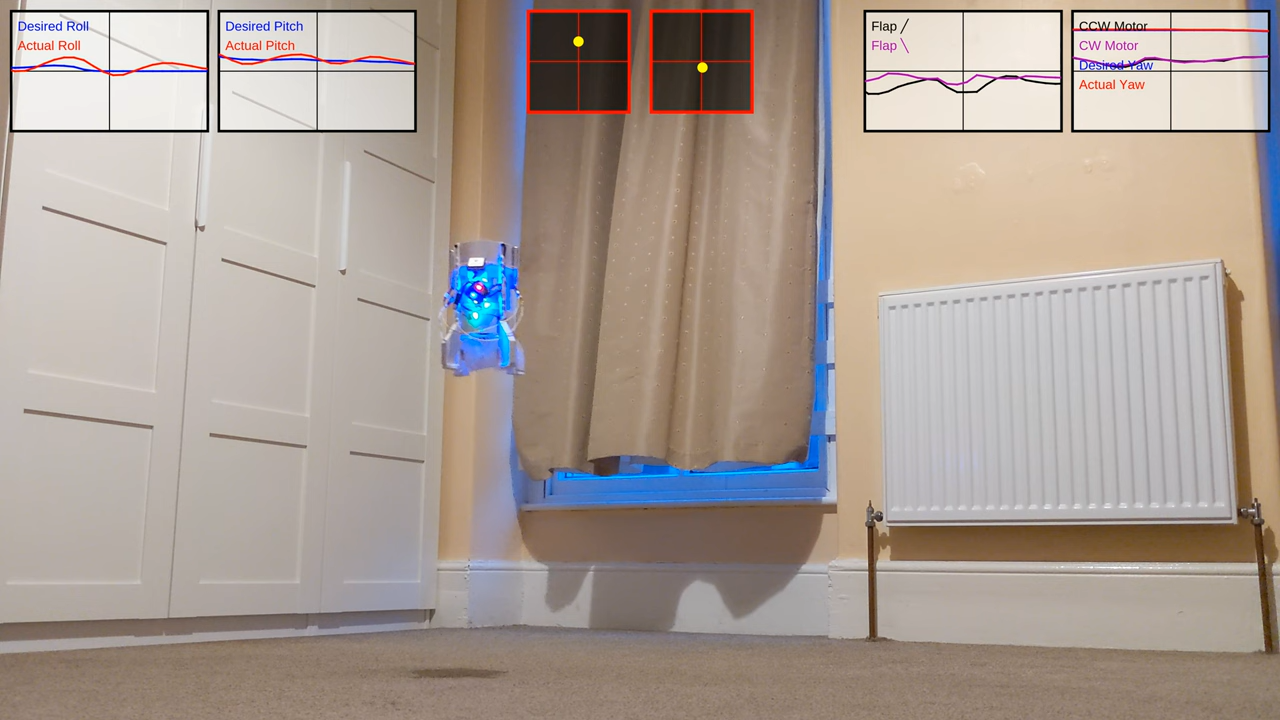 Desired Roll
Actual Roll
Desired Pitch
Actual Pitch
Flap /
Flap \
CCW Motor
CW Motor
Desired Yaw
Actual Yaw